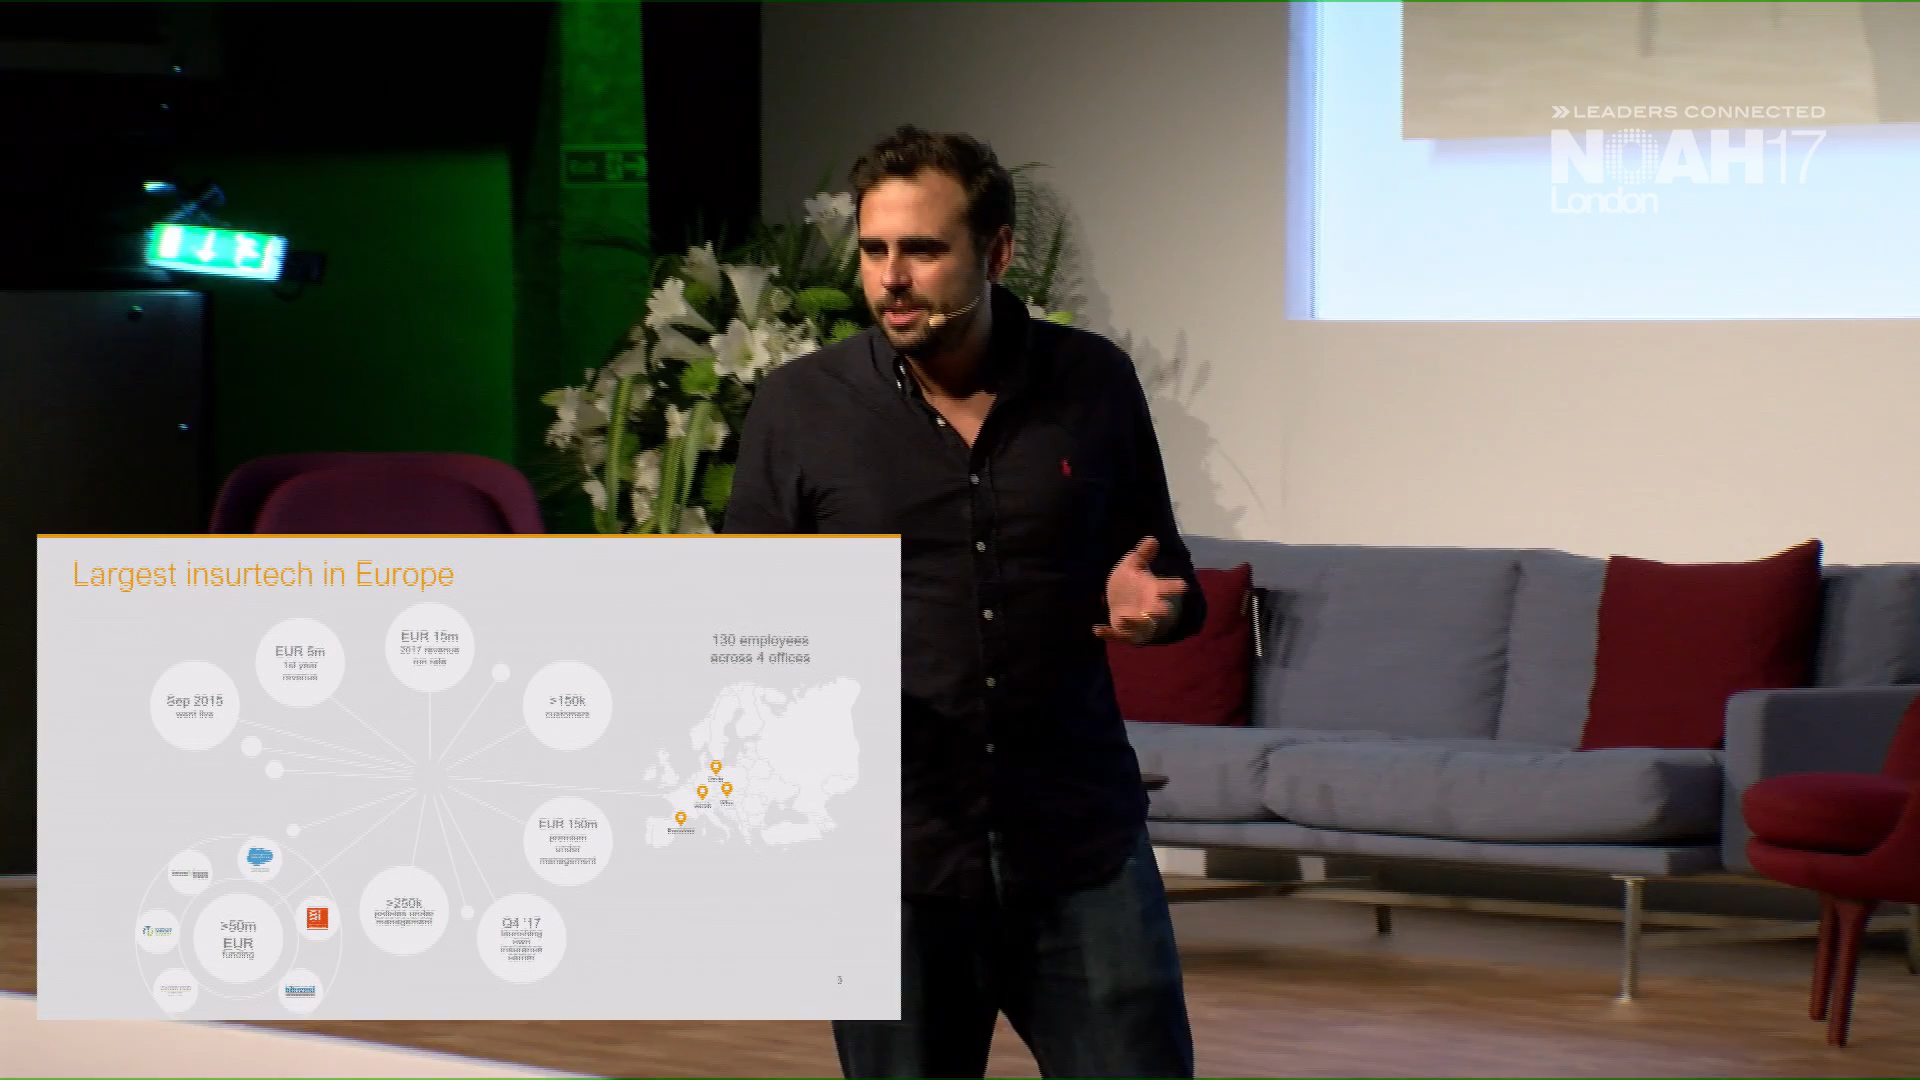 LEADERS CONNECTED
NOAH17
London
Largest insurtech in Europe
EUR 15m
2017 revenue
run rate
EUR 5m
1st year
revenue
130 employees
across 4 offices
Sep 2015
went live
>150k
customers
Berlin
Barcelona
EUR 150m
premium
under
management
>250k
policies under
management
Q4 '17
launching
own
insurance
carrier
>50m
EUR
funding